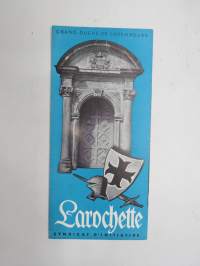 GRAND-DUCHÉ DE LUXEMBOURG
Larochette
SYNDICAT D'INITIATIVE